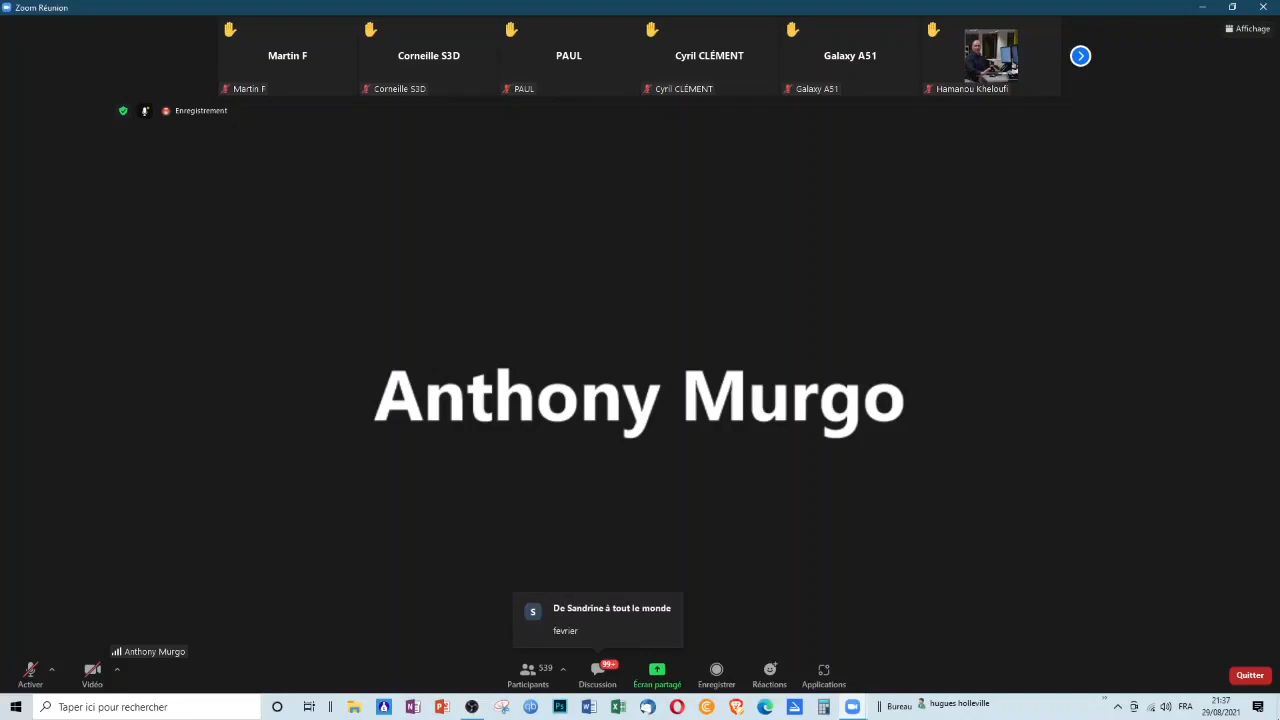 Zoom Réunion
Affichage
Martin F
Corneille S3D
PAUL
Cyril CLÉMENT
Galaxy A51
Martin F
Corneille S3D
PAUL
Cyril CLÉMENT
Galaxy A51
Hamanou Kheloufi
Enregistrement
Anthony Murgo
S
De Sandrine à tout le monde
fevrier
Anthony Murgo
539
99+
Activer
Vidéo
Participants
Discussion
Écran partagé
Enregistrer
Réactions
Applications
Quitter
Taper ici pour rechercher
Bureau
hugues holleville
FRA
21:37
29/08/2021